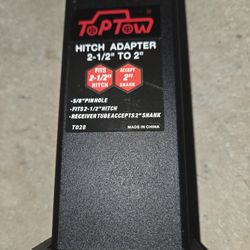 TOPTOW
HITCH ADAPTER
2-1/2" TO 2"
FITS
2-1/2"
HITCH
ACCEPT
2"
SHANK
-5/8"PIN HOLE
-FITS 2-1/2"HITCH
-RECEIVER TUBE ACCEPTS 2"SHANK
T028
MADE IN CHINA